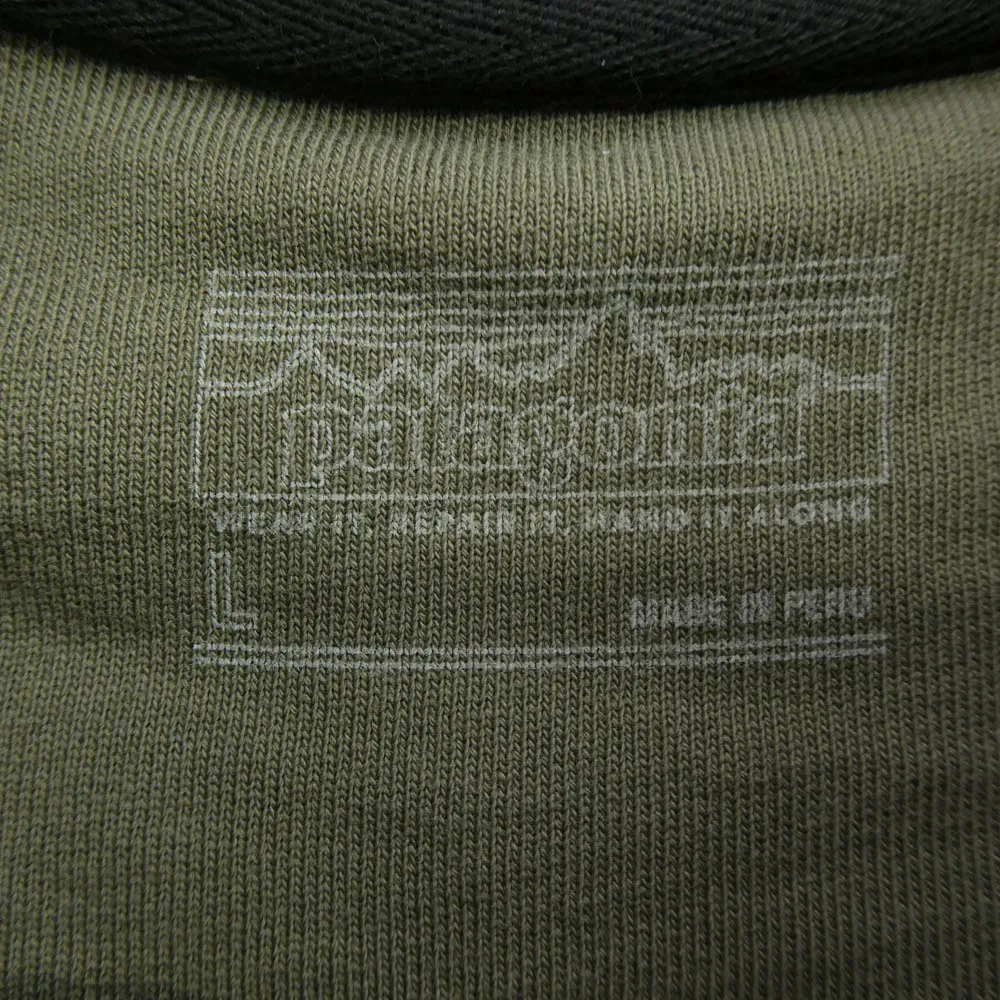 patagonia
WEAR IT, REPAIR IT, HAND IT ALONG
L
MADE IN PERU